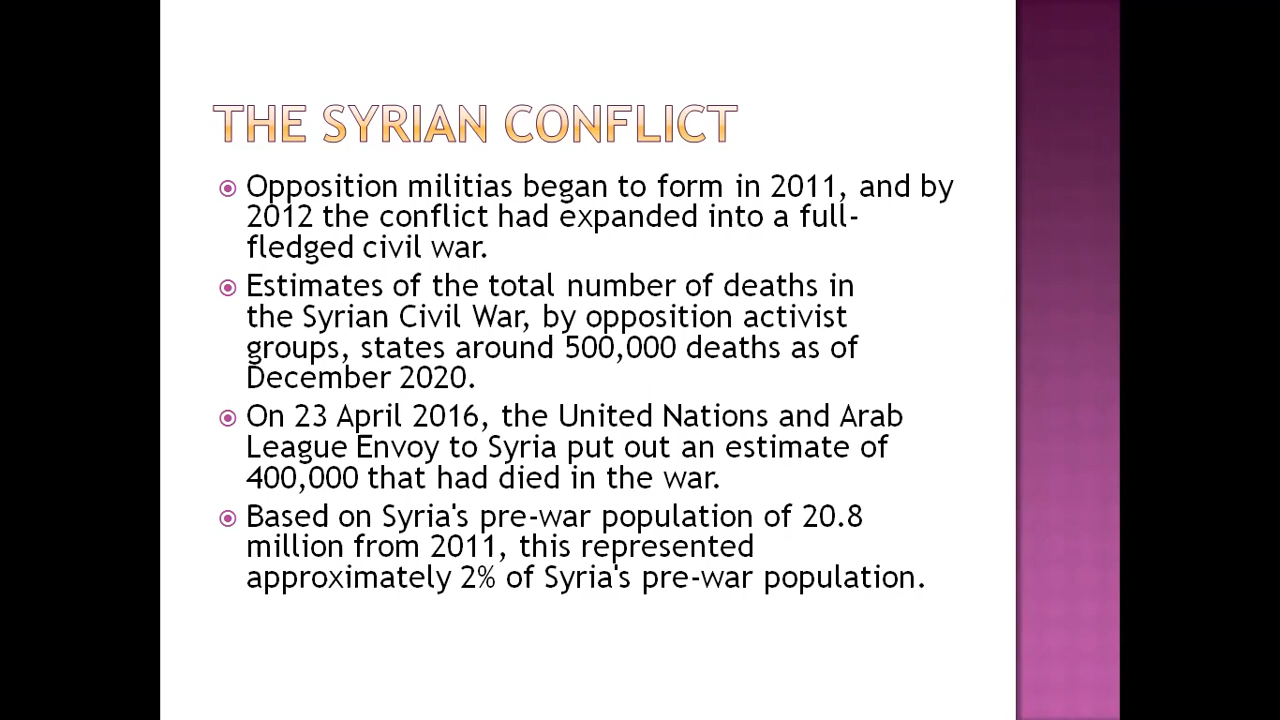 THE SYRIAN CONFLICT
Opposition militias began to form in 2011, and by
2012 the conflict had expanded into a full-
fledged civil war.
Estimates of the total number of deaths in
the Syrian Civil War, by opposition activist
groups, states around 500,000 deaths as of
December 2020.
On 23 April 2016, the United Nations and Arab
League Envoy to Syria put out an estimate of
400,000 that had died in the war.
Based on Syria's pre-war population of 20.8
million from 2011, this represented
approximately 2% of Syria's pre-war population.